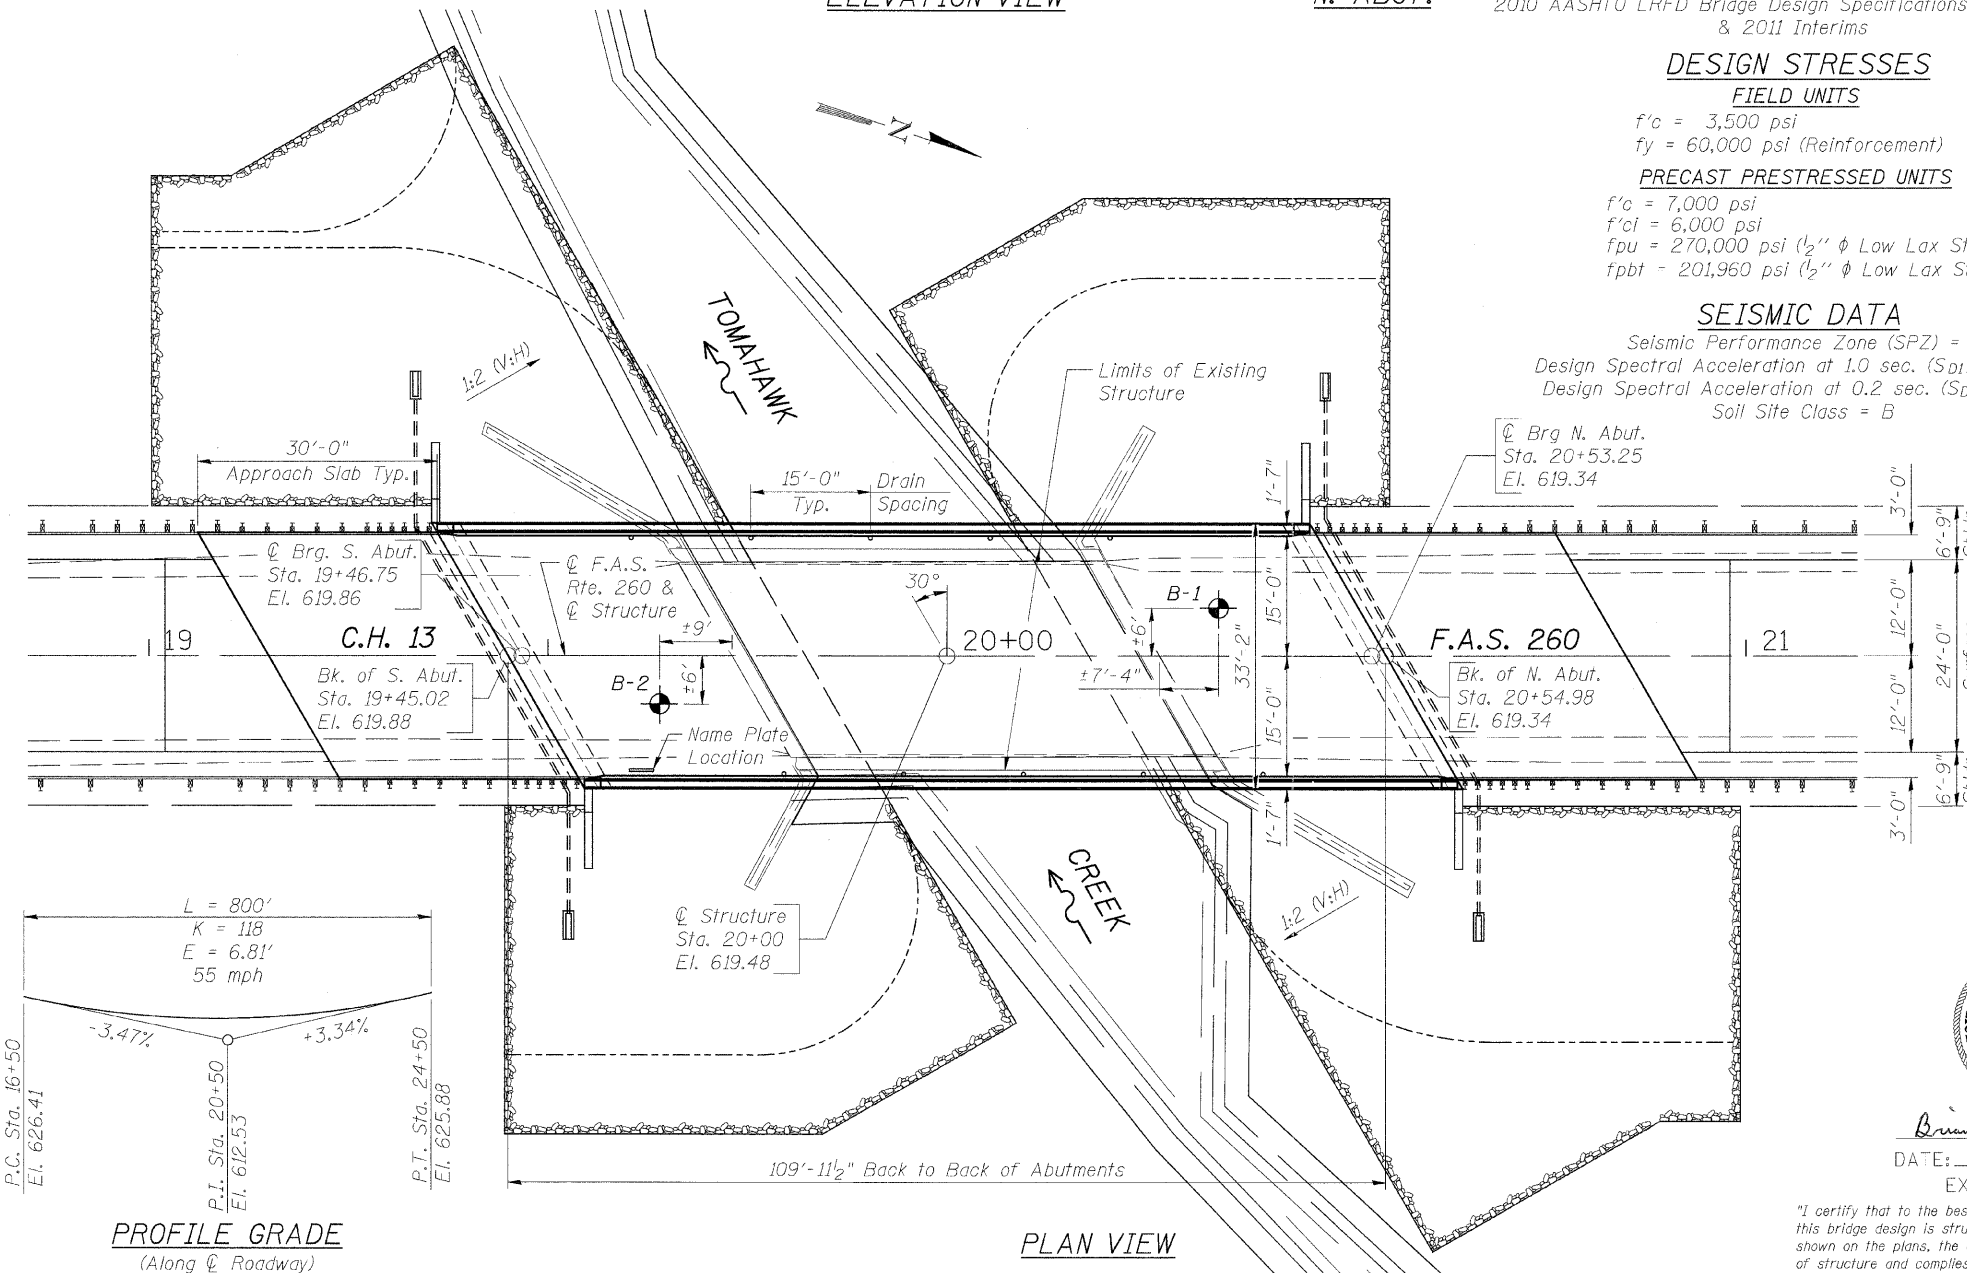 ELEVATION VIEW
N. ABUT.
2010 AASHTO LRFD Bridge Design Specifications
& 2011 Interims
DESIGN STRESSES
FIELD UNITS
f'c = 3,500 psi
fy = 60,000 psi (Reinforcement)
PRECAST PRESTRESSED UNITS
f'c = 7,000 psi
f'ci = 6,000 psi
fpu = 270,000 psi (1/2" φ Low Lax
fpbt = 201,960 psi (1/2" φ Low Lax
SEISMIC DATA
Seismic Performance Zone (SPZ) =
Design Spectral Acceleration at 1.0 sec. (SD1
Design Spectral Acceleration at 0.2 sec.
Soil Site Class = B
N
TOMAHAWK
1:2 (V:H)
Limits of Existing
Structure
30'-0"
Approach Slab Typ.
15'-0"
Typ.
Drain
Spacing
1'-7"
℄ Brg N. Abut.
Sta. 20+53.25
El. 619.34
3'-0"
6'-9"
℄ Brg. S. Abut.
Sta. 19+46.75
El. 619.86
℄ F.A.S.
Rte. 260 &
℄ Structure
30°
B-1
±6'
15'-0"
33'-2"
15'-0"
12'-0"
24'-0"
12'-0"
19
C.H. 13
±9'
20+00
F.A.S. 260
21
Bk. of S. Abut.
Sta. 19+45.02
El. 619.88
B-2
±6'
±7'-4"
Bk. of N. Abut.
Sta. 20+54.98
El. 619.34
Name Plate
Location
1'-7"
6'-9"
3'-0"
CREEK
1:2 (V:H)
℄ Structure
Sta. 20+00
El. 619.48
L = 800'
K = 118
E = 6.81'
55 mph
-3.47%
+3.34%
P.C. Sta. 16+50
El. 626.41
P.I. Sta. 20+50
El. 612.53
P.T. Sta. 24+50
El. 625.88
109'-11 1/2" Back to Back of Abutments
PROFILE GRADE
(Along ℄ Roadway)
PLAN VIEW
DATE:
"I certify that to the
this bridge design is
shown on the plans, the
of structure and complies